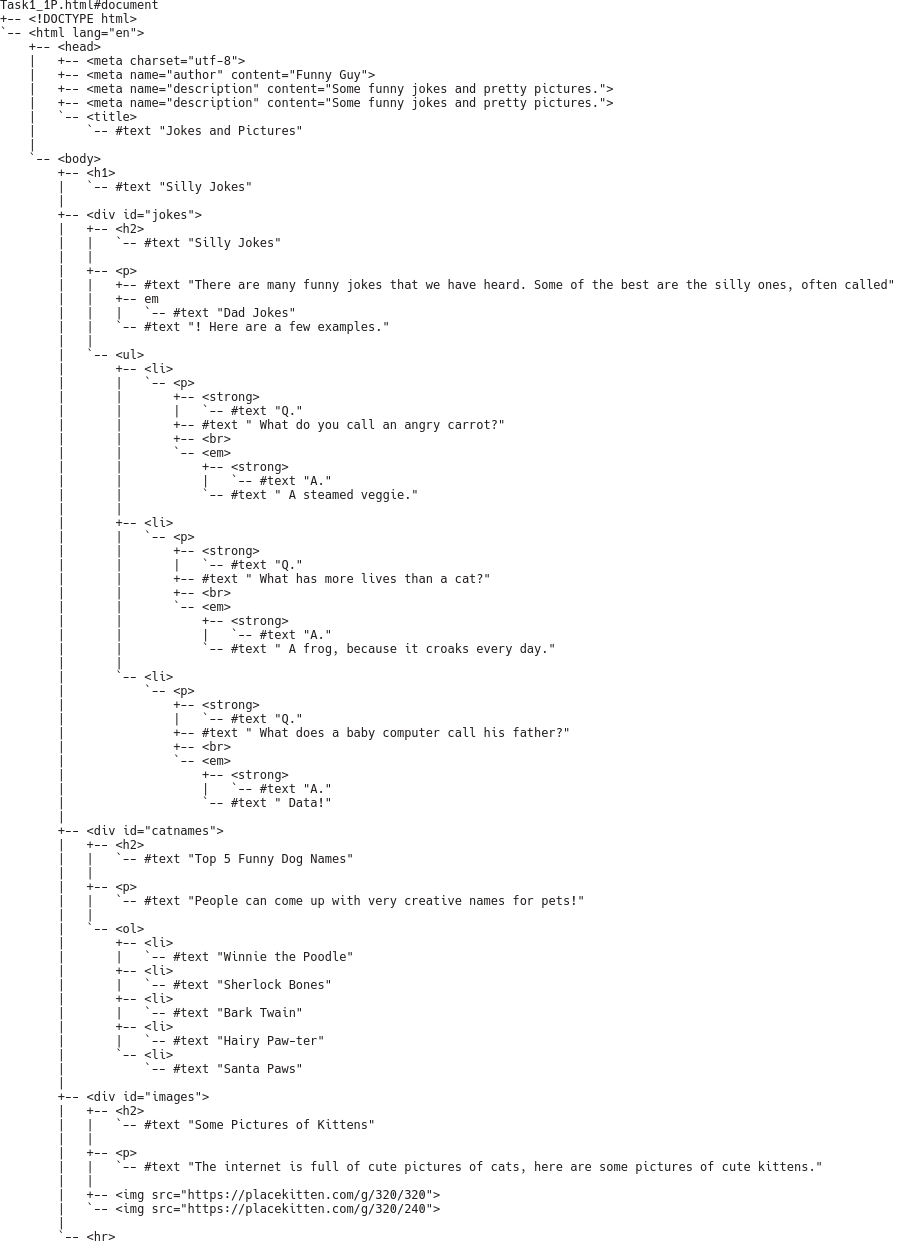 Task1_1P.html#document
+-- <!DOCTYPE html>
`-- <html lang="en">
    +-- <head>
    |   +-- <meta charset="utf-8">
    |   +-- <meta name="author" content="Funny Guy">
    |   +-- <meta name="description" content="Some funny jokes and pretty pictures.">
    |   +-- <meta name="description" content="Some funny jokes and pretty pictures.">
    |   `-- <title>
    |       `-- #text "Jokes and Pictures"
    |
    `-- <body>
        +-- <h1>
        |   `-- #text "Silly Jokes"
        |
        +-- <div id="jokes">
        |   +-- <h2>
        |   |   `-- #text "Silly Jokes"
        |   |
        |   +-- <p>
        |   |   +-- #text "There are many funny jokes that we have heard. Some of the best are the silly ones, often called"
        |   |   +-- em
        |   |   |   `-- #text "Dad Jokes"
        |   |   `-- #text "! Here are a few examples."
        |   |
        |   `-- <ul>
        |       +-- <li>
        |       |   `-- <p>
        |       |       +-- <strong>
        |       |       |   `-- #text "Q."
        |       |       +-- #text " What do you call an angry carrot?"
        |       |       +-- <br>
        |       |       `-- <em>
        |       |           +-- <strong>
        |       |           |   `-- #text "A."
        |       |           `-- #text " A steamed veggie."
        |       |
        |       +-- <li>
        |       |   `-- <p>
        |       |       +-- <strong>
        |       |       |   `-- #text "Q."
        |       |       +-- #text " What has more lives than a cat?"
        |       |       +-- <br>
        |       |       `-- <em>
        |       |           +-- <strong>
        |       |           |   `-- #text "A."
        |       |           `-- #text " A frog, because it croaks every day."
        |       |
        |       `-- <li>
        |           `-- <p>
        |               +-- <strong>
        |               |   `-- #text "Q."
        |               +-- #text " What does a baby computer call his father?"
        |               +-- <br>
        |               `-- <em>
        |                   +-- <strong>
        |                   |   `-- #text "A."
        |                   `-- #text " Data!"
        |
        +-- <div id="catnames">
        |   +-- <h2>
        |   |   `-- #text "Top 5 Funny Dog Names"
        |   |
        |   +-- <p>
        |   |   `-- #text "People can come up with very creative names for pets!"
        |   |
        |   `-- <ol>
        |       +-- <li>
        |       |   `-- #text "Winnie the Poodle"
        |       +-- <li>
        |       |   `-- #text "Sherlock Bones"
        |       +-- <li>
        |       |   `-- #text "Bark Twain"
        |       +-- <li>
        |       |   `-- #text "Hairy Paw-ter"
        |       `-- <li>
        |           `-- #text "Santa Paws"
        |
        +-- <div id="images">
        |   +-- <h2>
        |   |   `-- #text "Some Pictures of Kittens"
        |   |
        |   +-- <p>
        |   |   `-- #text "The internet is full of cute pictures of cats, here are some pictures of cute kittens."
        |   |
        |   +-- <img src="https://placekitten.com/g/320/320">
        |   `-- <img src="https://placekitten.com/g/320/240">
        |
        `-- <hr>